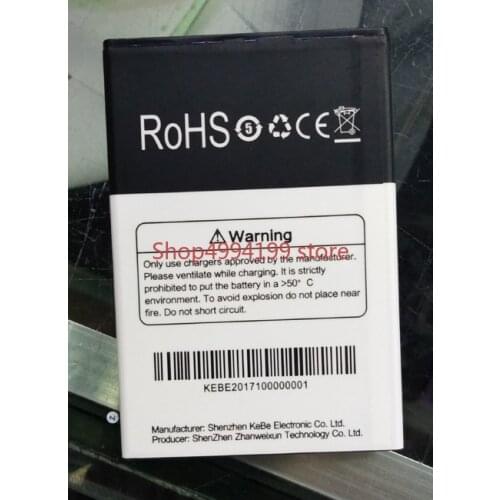 RoHS 5 CE
Warning
Shop4994199 store
Only use chargers approved by the manufacturer.
Please ventilate while charging. It is strictly
prohibited to put the battery in a >50° C
environment. To avoid explosion do not place near
fire. Do not short circuit.
KEBE2017100000001
Manufacturer: Shenzhen KeBe Electronic Co. Ltd.
Producer: ShenZhen Zhanweixun Technology Co. Ltd.